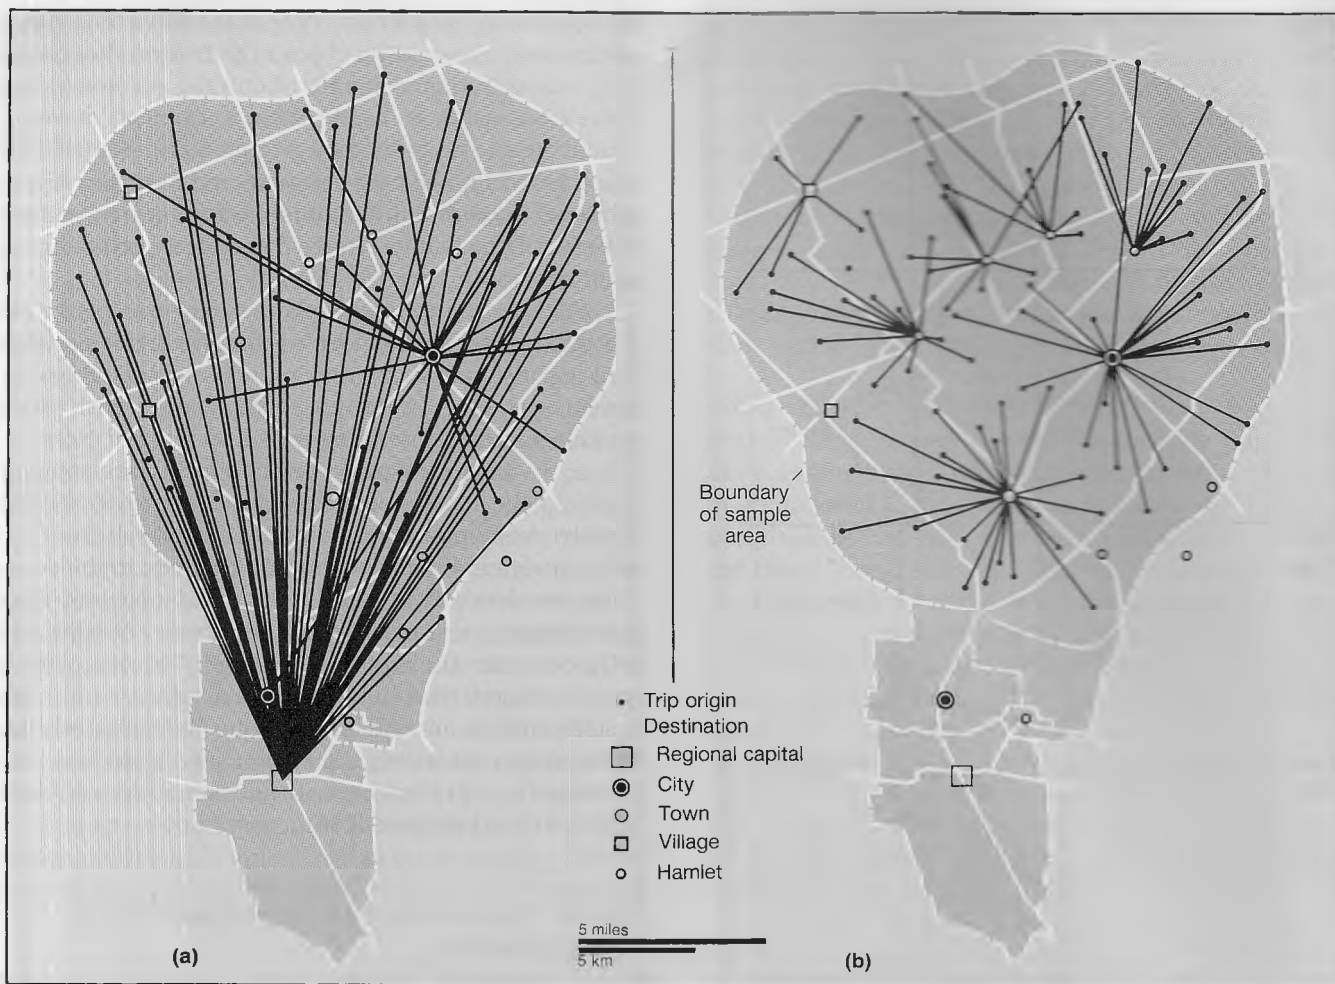 Boundary
of sample
area
Trip origin
Destination
Regional capital
City
Town
Village
Hamlet
5 miles
5 km
(a)
(b)